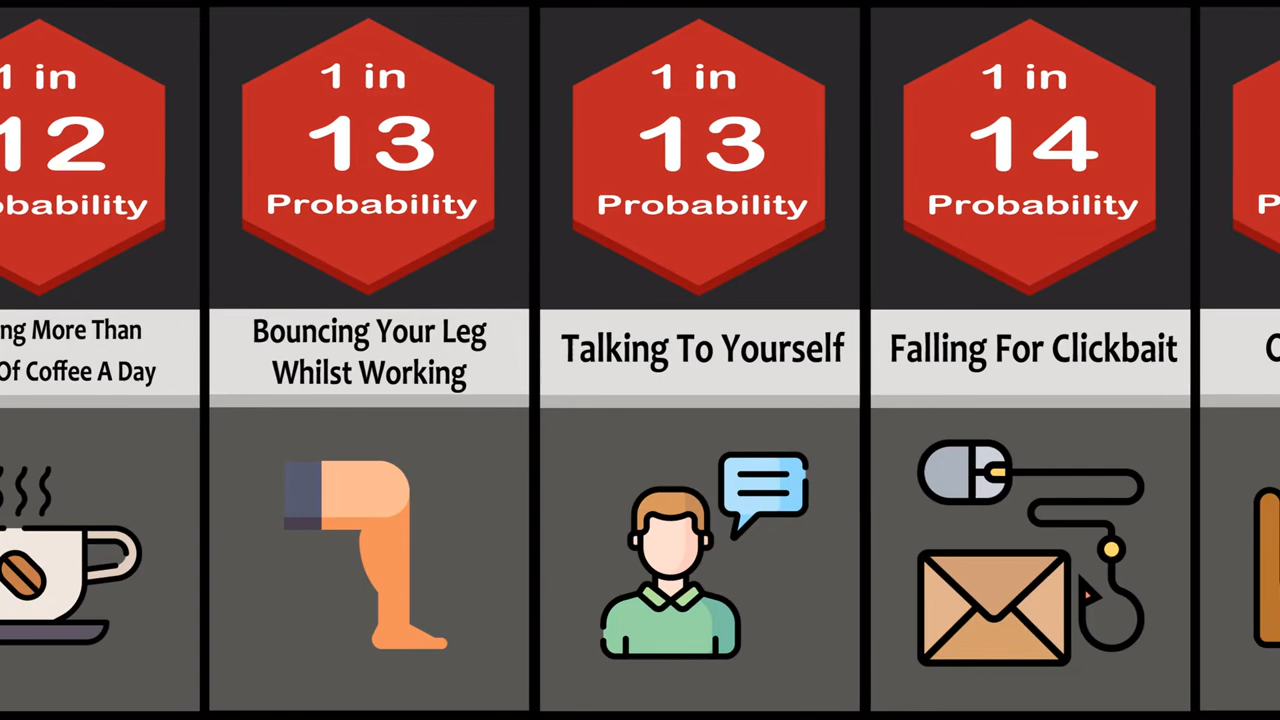 1 in
12
obability
ng More Than
Of Coffee A Day
1 in
13
Probability
Bouncing Your Leg
Whilst Working
1 in
13
Probability
Talking To Yourself
1 in
14
Probability
Falling For Clickbait
P